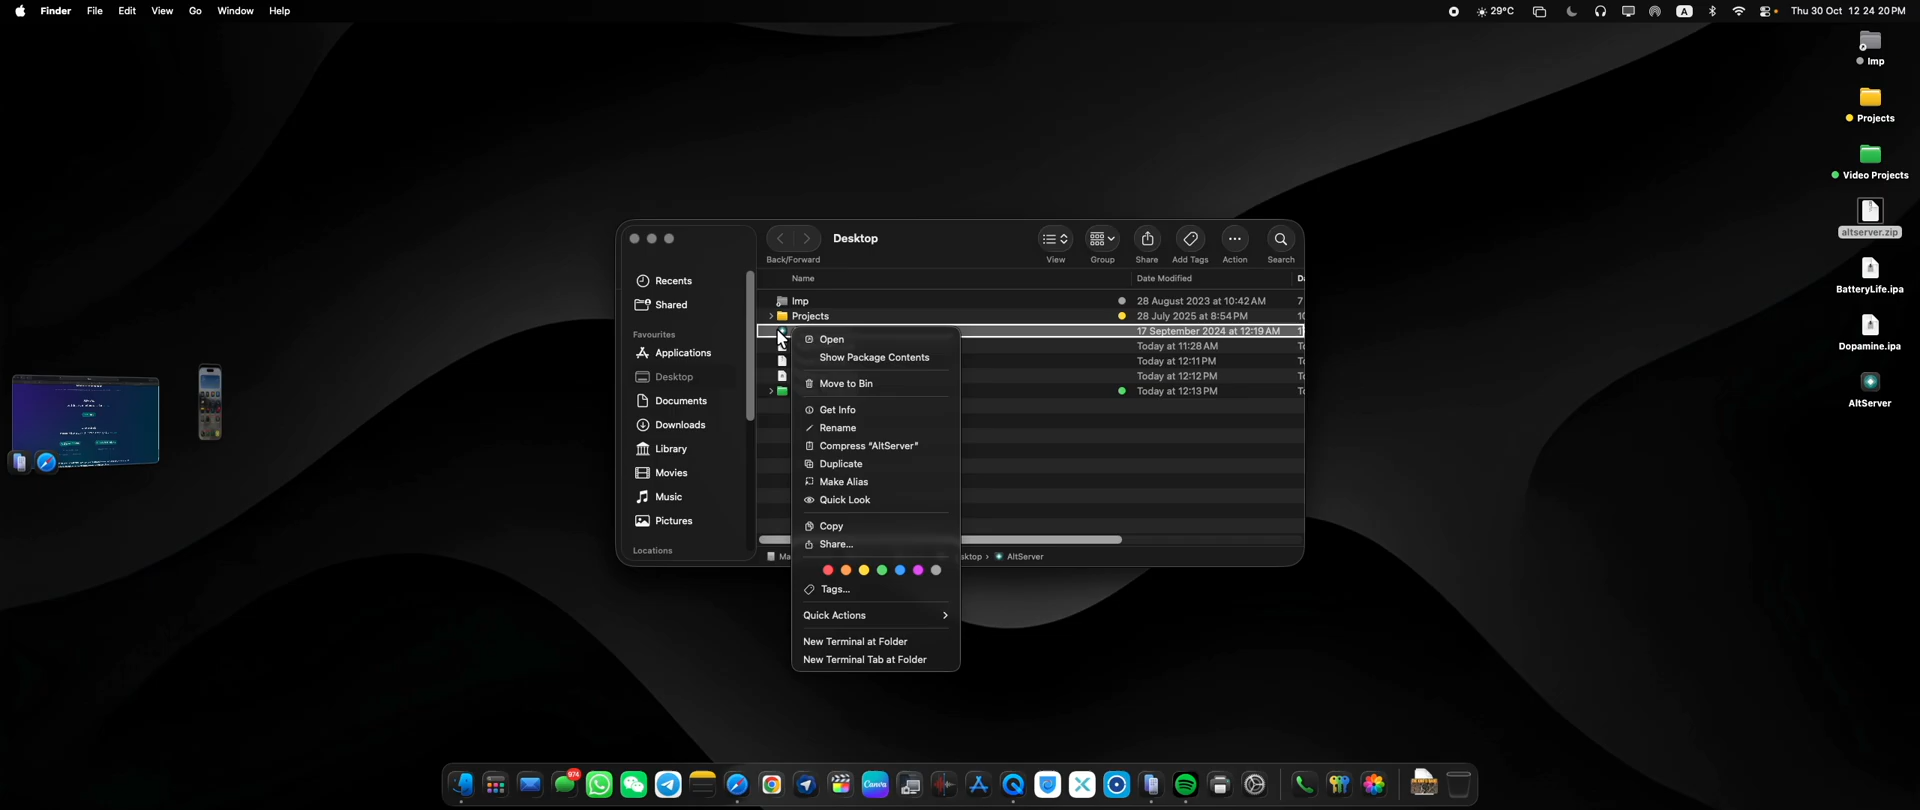 Finder File Edit View Go Window Help
29°C
A
Thu 30 Oct 12 24 20 PM
Imp
Projects
Video Projects
altserver.zip
BatteryLife.ipa
Dopamine.ipa
AltServer
Desktop
Back/Forward
View
Group
Share
Add Tags
Action
Search
Recents
Shared
Favourites
Applications
Desktop
Documents
Downloads
Library
Movies
Music
Pictures
Locations
Name
Date Modified
Imp 28 August 2023 at 10:42 AM 7
Projects 28 July 2025 at 8:54 PM
17 September 2024 at 12:19 AM
Today at 11:28 AM
Today at 12:11 PM
Today at 12:12 PM
Today at 12:13 PM
Open
Show Package Contents
Move to Bin
Get Info
Rename
Compress “AltServer”
Duplicate
Make Alias
Quick Look
Copy
Share...
Tags...
Quick Actions
New Terminal at Folder
New Terminal Tab at Folder
AltServer
974
Canva